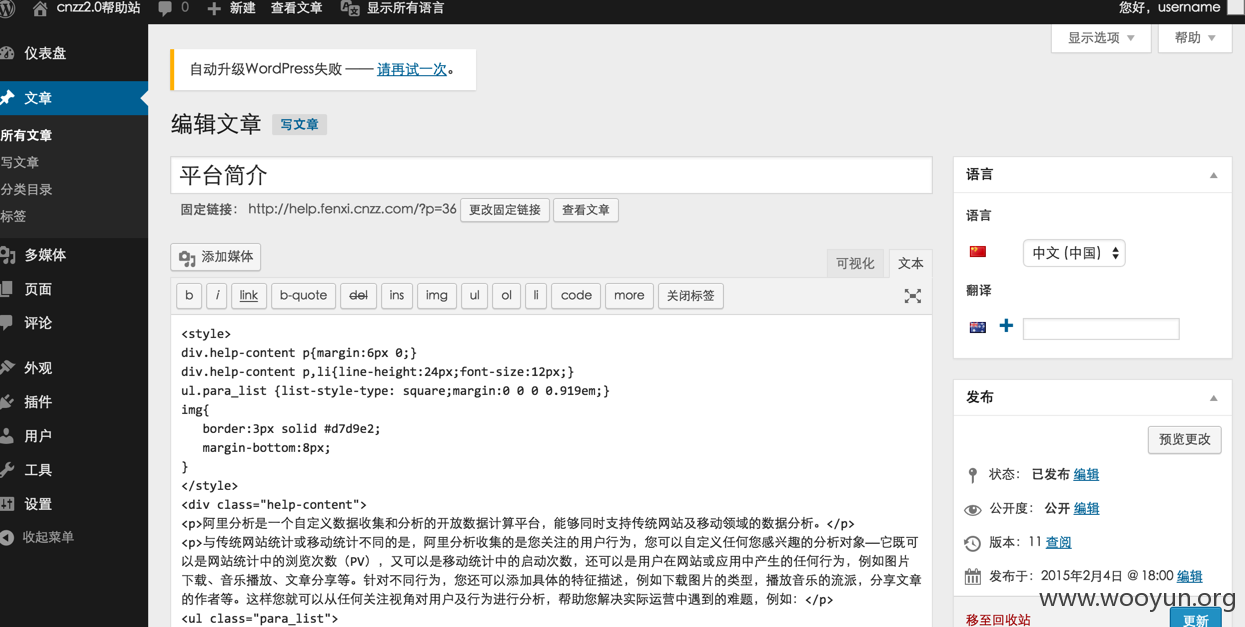 cnzz2.0帮助站 0 新建 查看文章 显示所有语言 您好，username
显示选项 帮助
仪表盘
文章
所有文章
写文章
分类目录
标签
多媒体
页面
评论
外观
插件
用户
工具
设置
收起菜单
自动升级WordPress失败 —— 请再试一次。
编辑文章 写文章
平台简介
固定链接： http://help.fenxi.cnzz.com/?p=36 更改固定链接 查看文章
添加媒体
可视化 文本
b i link b-quote del ins img ul ol li code more 关闭标签
<style>
div.help-content p{margin:6px 0;}
div.help-content p,li{line-height:24px;font-size:12px;}
ul.para_list {list-style-type: square;margin:0 0 0 0.919em;}
img{
border:3px solid #d7d9e2;
margin-bottom:8px;
}
</style>
<div class="help-content">
<p>阿里分析是一个自定义数据收集和分析的开放数据计算平台，能够同时支持传统网站及移动领域的数据分析。</p>
<p>与传统网站统计或移动统计不同的是，阿里分析收集的是您关注的用户行为，您可以自定义任何您感兴趣的分析对象——它既可
以是网站统计中的浏览次数（PV），又可以是移动统计中的启动次数，还可以是用户在网站或应用中产生的任何行为，例如图片
下载、音乐播放、文章分享等。针对不同行为，您还可以添加具体的特征描述，例如下载图片的类型，播放音乐的流派，分享文章
的作者等。这样您就可以从任何关注视角对用户及行为进行分析，帮助您解决实际运营中遇到的难题，例如：</p>
<ul class="para_list">
语言
语言
中文 (中国)
翻译
发布
预览更改
状态： 已发布 编辑
公开度： 公开 编辑
版本： 11 查阅
发布于： 2015年2月4日 @ 18:00 编辑
移至回收站 更新
www.wooyun.org